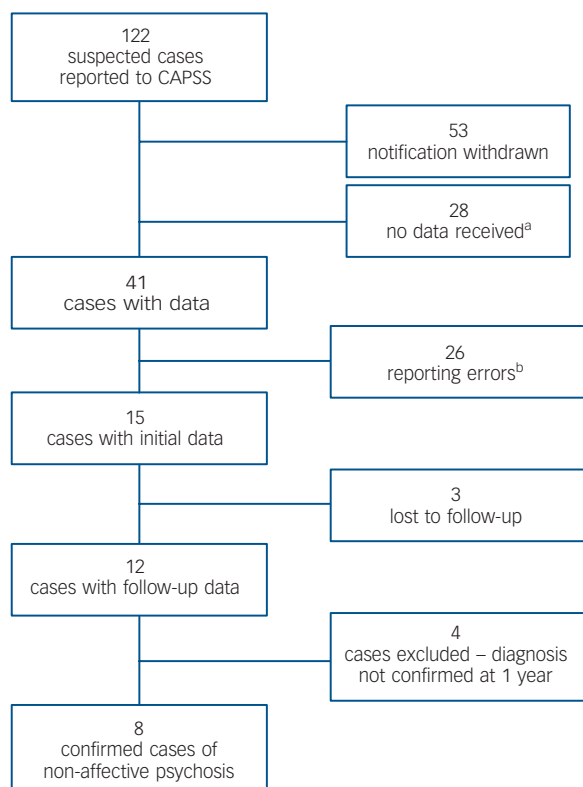 122
suspected cases
reported to CAPSS
53
notification withdrawn
28
no data receivedᵃ
41
cases with data
26
reporting errorsᵇ
15
cases with initial data
3
lost to follow-up
12
cases with follow-up data
4
cases excluded – diagnosis
not confirmed at 1 year
8
confirmed cases of
non-affective psychosis